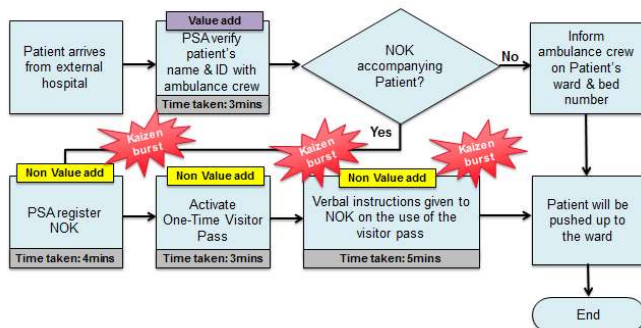 Patient arrives
from external
hospital
Value add
PSA verify
patient's
name & ID with
ambulance crew
Time taken: 3mins
NOK
accompanying
Patient?
No
Yes
Inform
ambulance crew
on Patient's
ward & bed
number
Kaizen
burst
Kaizen
burst
Kaizen
burst
Non Value add
PSA register
NOK
Time taken: 4mins
Non Value add
Activate
One-Time Visitor
Pass
Time taken: 3mins
Non Value add
Verbal instructions given to
NOK on the use of the
visitor pass
Time taken: 5mins
Patient will be
pushed up to
the ward
End